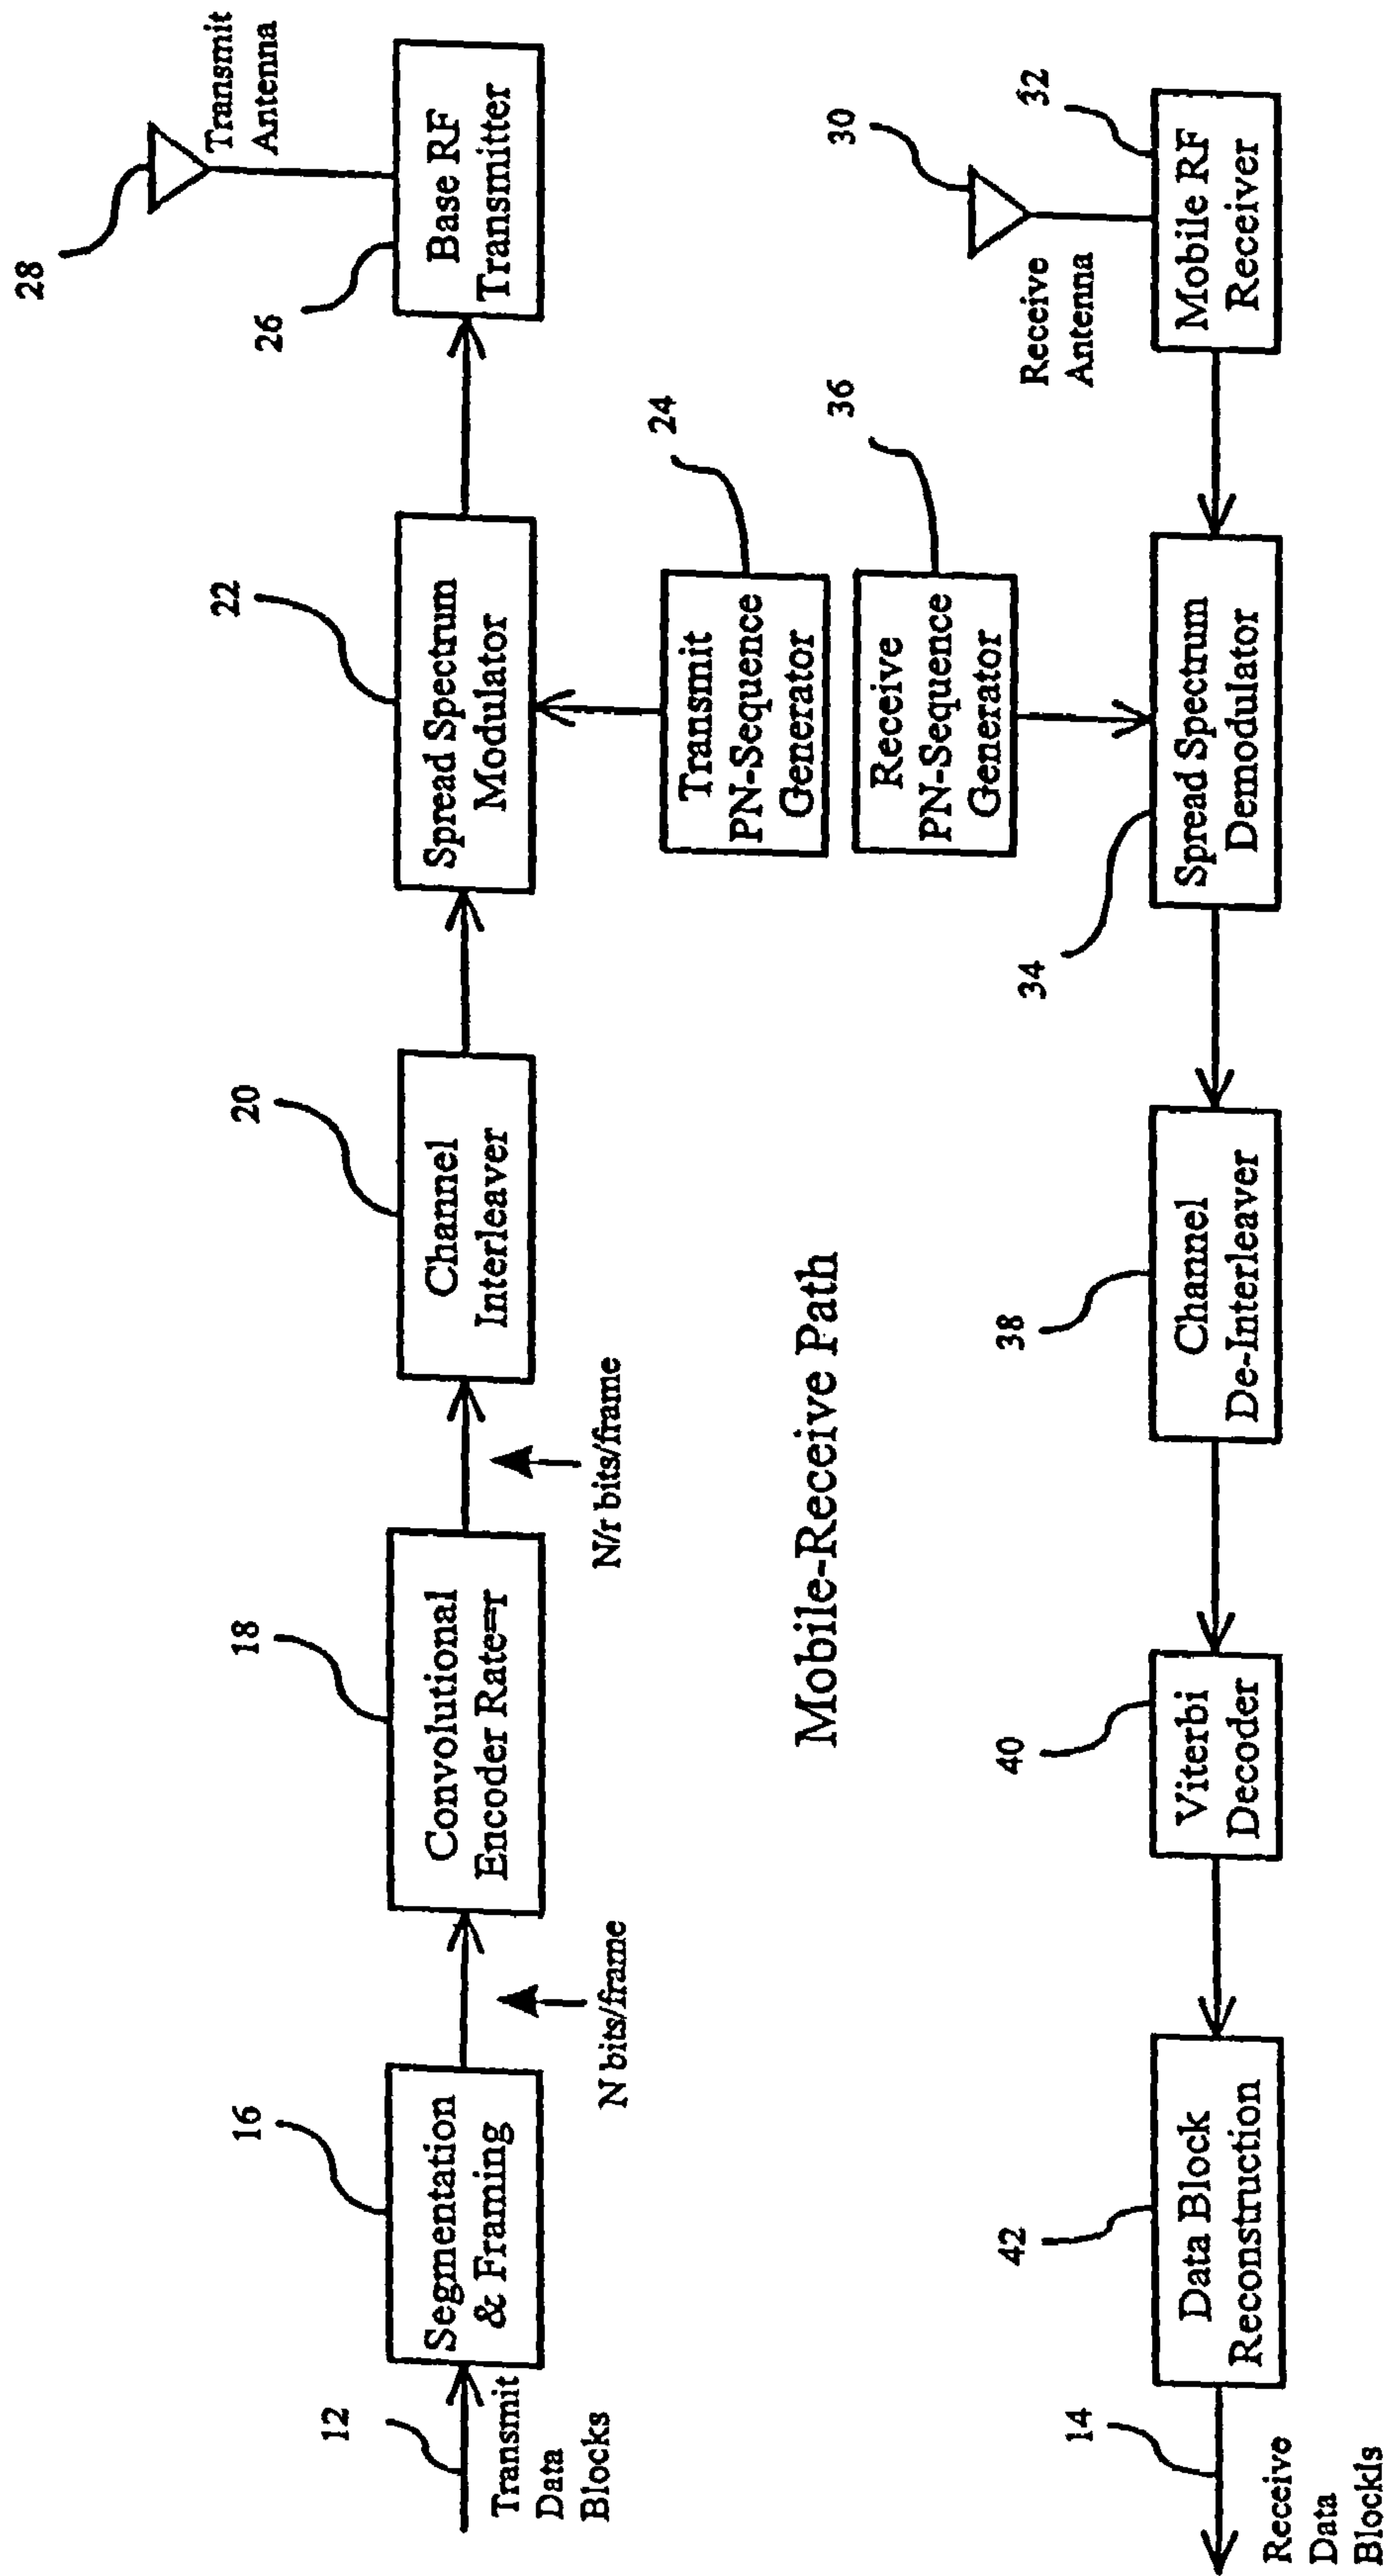 28
Transmit
Antenna
12
16
18
20
22
26
Transmit
Data
Blocks
Segmentation
& Framing
N bits/frame
Convolutional
Encoder Rate=r
N/r bits/frame
Channel
Interleaver
Spread Spectrum
Modulator
Base RF
Transmitter
Transmit
PN-Sequence
Generator
24
Mobile-Receive Path
Receive
PN-Sequence
Generator
36
30
Receive
Antenna
14
42
40
38
34
32
Receive
Data
Blockls
Data Block
Reconstruction
Viterbi
Decoder
Channel
De-Interleaver
Spread Spectrum
Demodulator
Mobile RF
Receiver